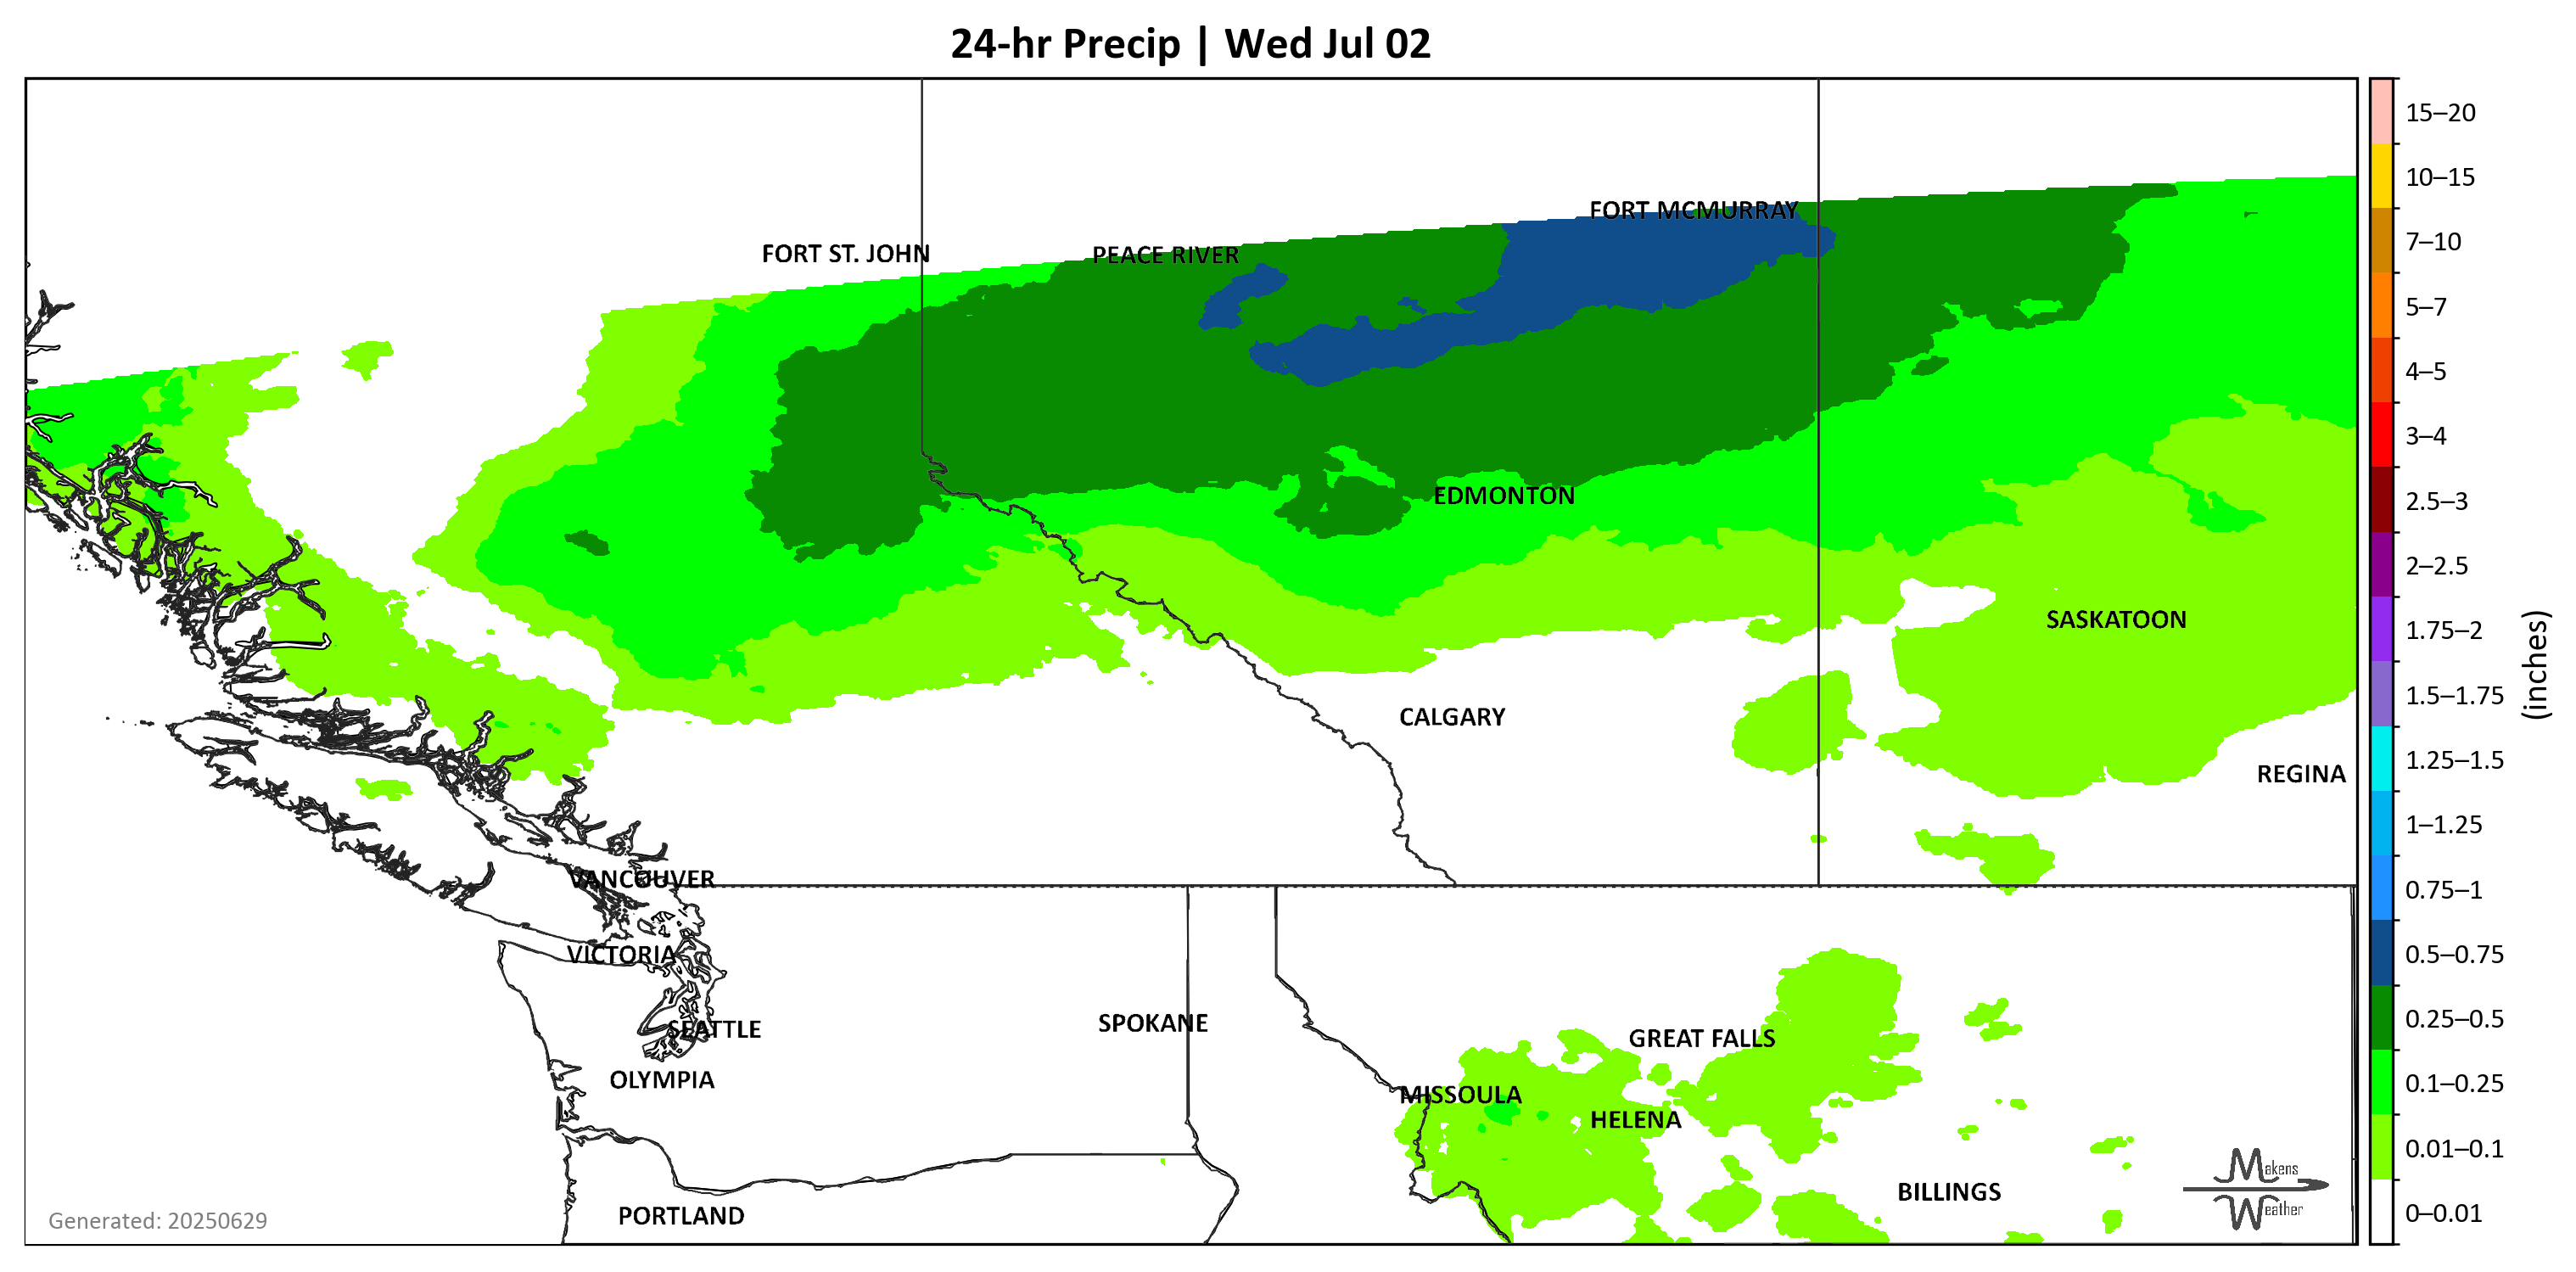 24-hr Precip | Wed Jul 02
FORT MCMURRAY
FORT ST. JOHN
PEACE RIVER
EDMONTON
SASKATOON
CALGARY
REGINA
VANCOUVER
VICTORIA
SPOKANE
SEATTLE
GREAT FALLS
OLYMPIA
MISSOULA
HELENA
BILLINGS
PORTLAND
Generated: 20250629
Makens
Weather
15–20
10–15
7–10
5–7
4–5
3–4
2.5–3
2–2.5
1.75–2
1.5–1.75
1.25–1.5
1–1.25
0.75–1
0.5–0.75
0.25–0.5
0.1–0.25
0.01–0.1
0–0.01
(inches)